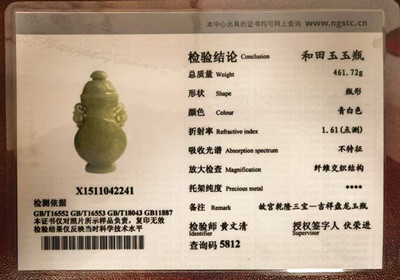 本中心出具的证书均可网上查询 www.ngstc.cn
检验结论 Conclusion 和田玉玉瓶
总质量 Weight 461.72g
形状 Shape 瓶形
颜色 Colour 青白色
折射率 Refractive index 1.61(点测)
吸收光谱 Absorption spectrum 不特征
放大检查 Magnification 纤维交织结构
托架纯度 Precious metal ****
备注 Remark 故宫乾隆三宝一吉祥盘龙玉瓶
检验师 黄文清 授权签字人 伏荣进
Identifier Supervisor
查询码 5812
X1511042241
检测依据
GB/T16552 GB/T16553 GB/T18043 GB11887
本证书仅对所示样品负责,复印无效
检验结果仅反映当时科学技术水平